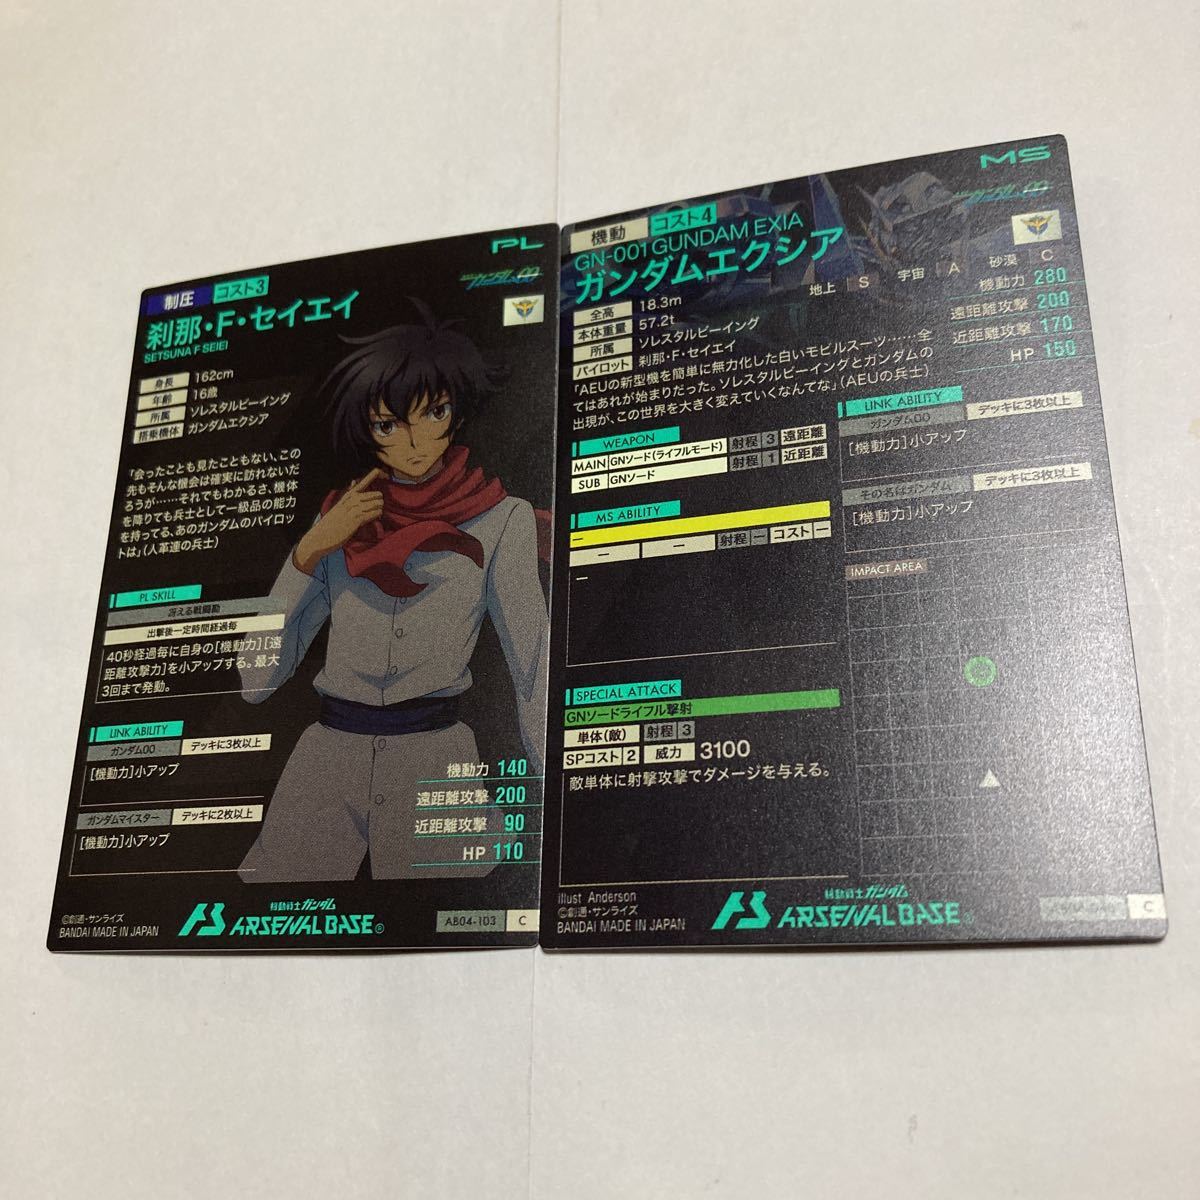 PL
制圧 コスト3
刹那・F・セイエイ
SETSUNA F SEIEI
身長 162cm
年齢 16歳
所属 ソレスタルビーイング
搭乗機体 ガンダムエクシア
「会ったことも見たこともない、この
先もそんな機会は確実に訪れないだ
ろうが……それでもわかるさ、機体
を降りても兵士として一級品の能力
を持ってる、あのガンダムのパイロッ
トは」(人革連の兵士)
PL SKILL
冴える戦闘勘
出撃後一定時間経過毎
40秒経過毎に自身の[機動力][遠
距離攻撃力]を小アップする。最大
3回まで発動。
LINK ABILITY
ガンダム00 デッキに3枚以上
[機動力]小アップ
ガンダムマイスター デッキに2枚以上
[機動力]小アップ
機動力 140
遠距離攻撃 200
近距離攻撃 90
HP 110
©創通・サンライズ
BANDAI MADE IN JAPAN
機動戦士ガンダム
ARSENAL BASE®
AB04-103 C
MS
機動 コスト4
GN-001 GUNDAM EXIA
ガンダムエクシア
地上 S 宇宙 A 砂漠 C
全高 18.3m
本体重量 57.2t
所属 ソレスタルビーイング
パイロット 刹那・F・セイエイ
機動力 280
遠距離攻撃 200
近距離攻撃 170
HP 150
「AEUの新型機を簡単に無力化した白いモビルスーツ……全
てはあれが始まりだった。ソレスタルビーイングとガンダムの
出現が、この世界を大きく変えていくなんてな」(AEUの兵士)
WEAPON
MAIN GNソード(ライフルモード) 射程 3 遠距離
SUB GNソード 射程 1 近距離
MS ABILITY
—
— — 射程 — コスト —
—
LINK ABILITY
ガンダム00 デッキに3枚以上
[機動力]小アップ
その名はガンダム デッキに3枚以上
[機動力]小アップ
IMPACT AREA
SPECIAL ATTACK
GNソードライフル撃射
単体(敵) 射程 3
SPコスト 2 威力 3100
敵単体に射撃攻撃でダメージを与える。
illust Anderson
©創通・サンライズ
BANDAI MADE IN JAPAN
機動戦士ガンダム
ARSENAL BASE®
C